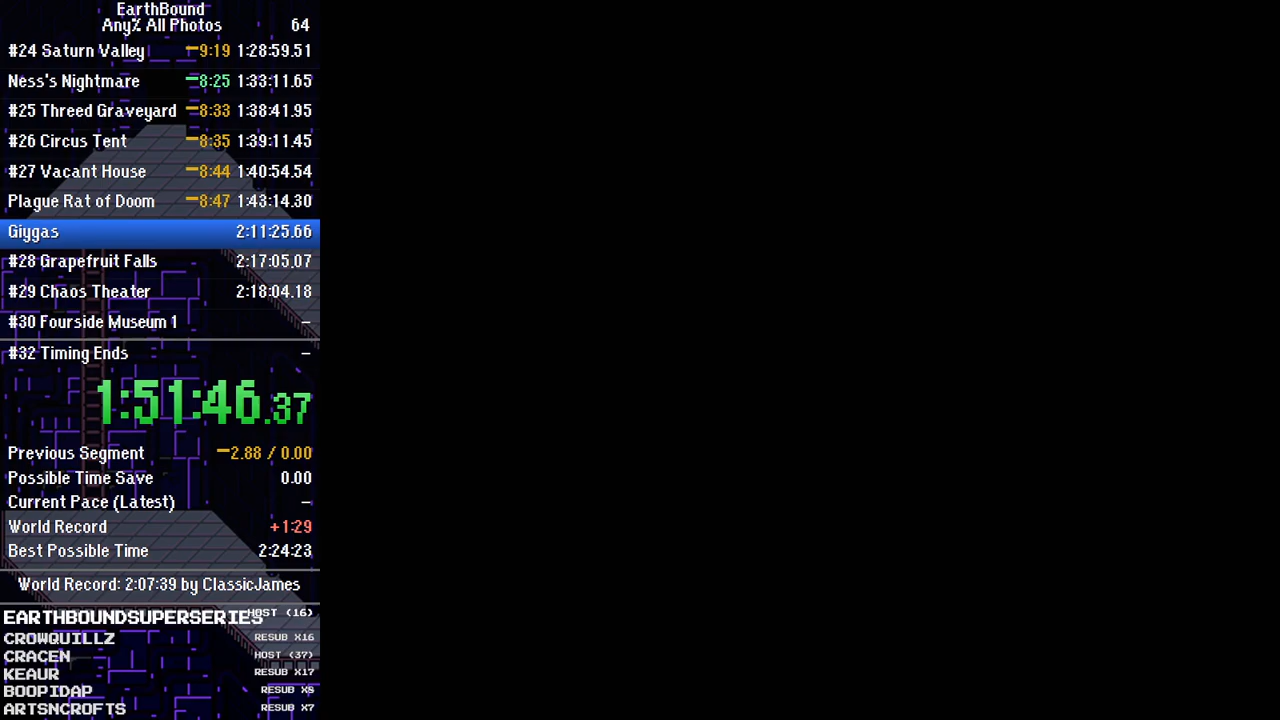 EarthBound
Any% All Photos 64
#24 Saturn Valley −9:19 1:28:59.51
Ness's Nightmare −8:25 1:33:11.65
#25 Threed Graveyard −8:33 1:38:41.95
#26 Circus Tent −8:35 1:39:11.45
#27 Vacant House −8:44 1:40:54.54
Plague Rat of Doom −8:47 1:43:14.30
Giygas 2:11:25.66
#28 Grapefruit Falls 2:17:05.07
#29 Chaos Theater 2:18:04.18
#30 Fourside Museum 1 –
#32 Timing Ends –
1:51:46.37
Previous Segment −2.88 / 0.00
Possible Time Save 0.00
Current Pace (Latest) –
World Record +1:29
Best Possible Time 2:24:23
World Record: 2:07:39 by ClassicJames
EARTHBOUNDSUPERSERIES HOST (16)
CROWQUILLZ RESUB X16
CRACEN HOST (37)
KEAUR RESUB X17
BOOPIDAP RESUB X9
ARTSNCROFTS RESUB X7